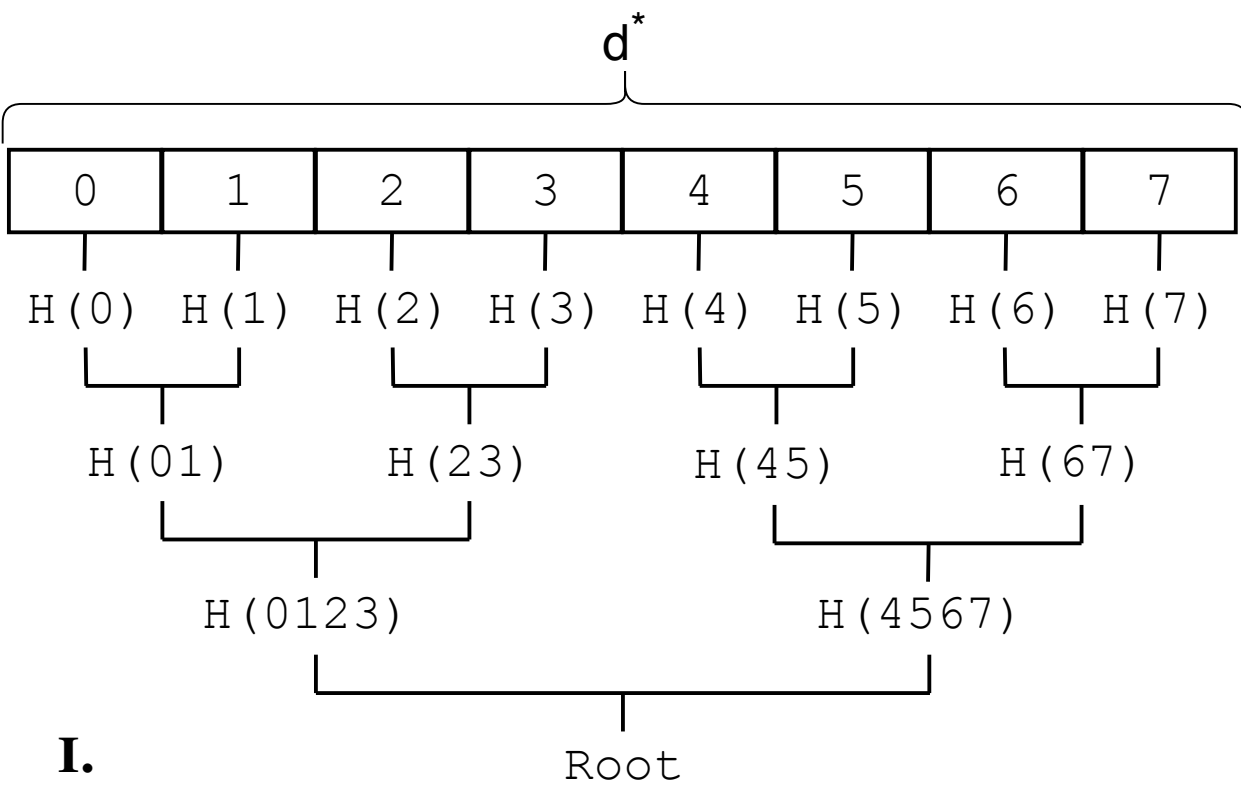 d*
0 1 2 3 4 5 6 7
H(0) H(1) H(2) H(3) H(4) H(5) H(6) H(7)
H(01) H(23) H(45) H(67)
H(0123) H(4567)
Root
I.